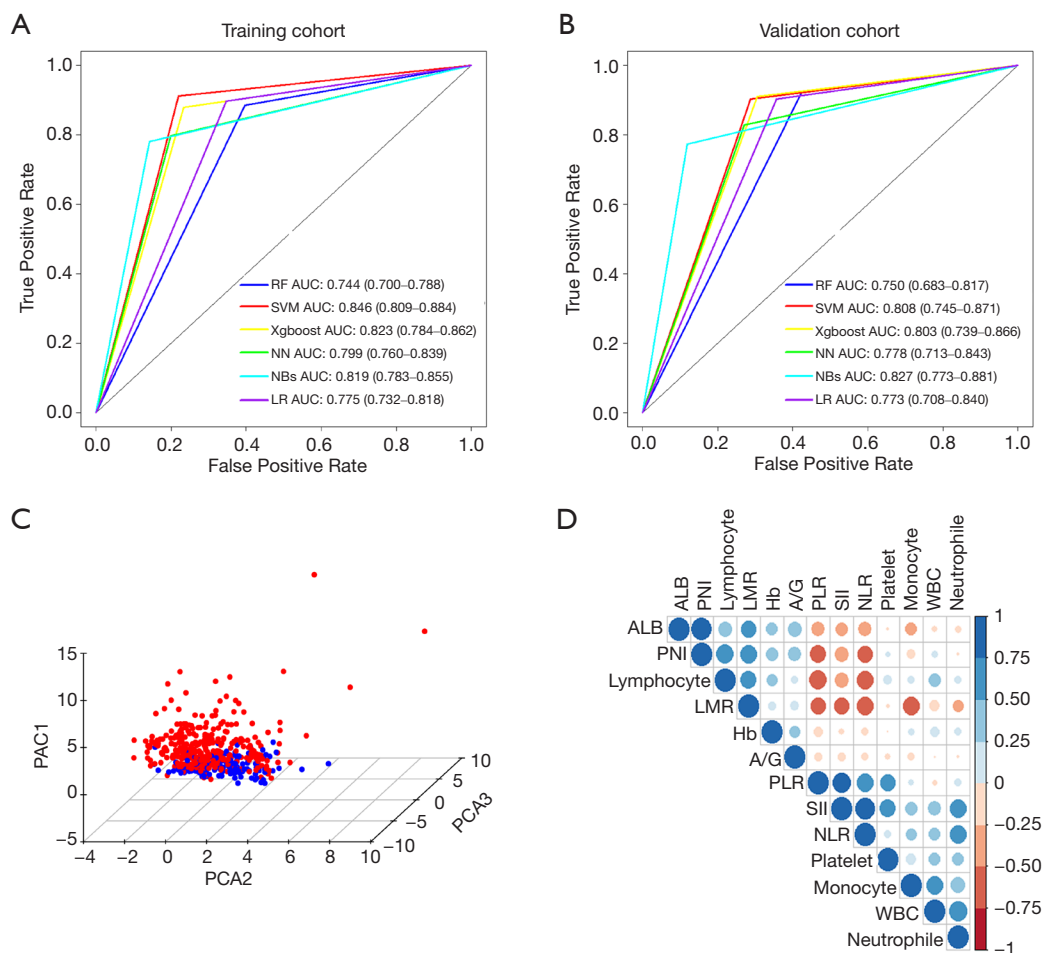 A
Training cohort
True Positive Rate
1.0
0.8
0.6
0.4
0.2
0.0
RF AUC: 0.744 (0.700–0.788)
SVM AUC: 0.846 (0.809–0.884)
Xgboost AUC: 0.823 (0.784–0.862)
NN AUC: 0.799 (0.760–0.839)
NBs AUC: 0.819 (0.783–0.855)
LR AUC: 0.775 (0.732–0.818)
0.0 0.2 0.4 0.6 0.8 1.0
False Positive Rate
B
Validation cohort
True Positive Rate
1.0
0.8
0.6
0.4
0.2
0.0
RF AUC: 0.750 (0.683–0.817)
SVM AUC: 0.808 (0.745–0.871)
Xgboost AUC: 0.803 (0.739–0.866)
NN AUC: 0.778 (0.713–0.843)
NBs AUC: 0.827 (0.773–0.881)
LR AUC: 0.773 (0.708–0.840)
0.0 0.2 0.4 0.6 0.8 1.0
False Positive Rate
C
PAC1
15
10
5
0
−5
−4 −2 0 2 4 6 8 10
PCA2
−10
−5
0
5
10
PCA3
D
ALB PNI Lymphocyte LMR Hb A/G PLR SII NLR Platelet Monocyte WBC Neutrophile
ALB
PNI
Lymphocyte
LMR
Hb
A/G
PLR
SII
NLR
Platelet
Monocyte
WBC
Neutrophile
1
0.75
0.50
0.25
0
−0.25
−0.50
−0.75
−1